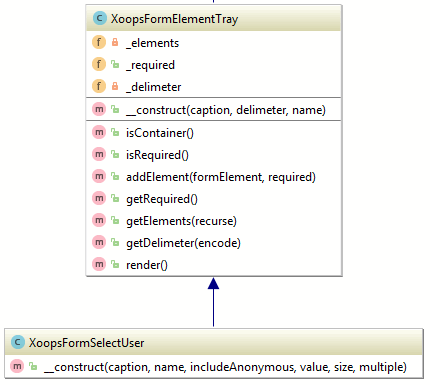 XoopsFormElementTray
_elements
_required
_delimeter
__construct(caption, delimeter, name)
isContainer()
isRequired()
addElement(formElement, required)
getRequired()
getElements(recurse)
getDelimeter(encode)
render()
XoopsFormSelectUser
__construct(caption, name, includeAnonymous, value, size, multiple)